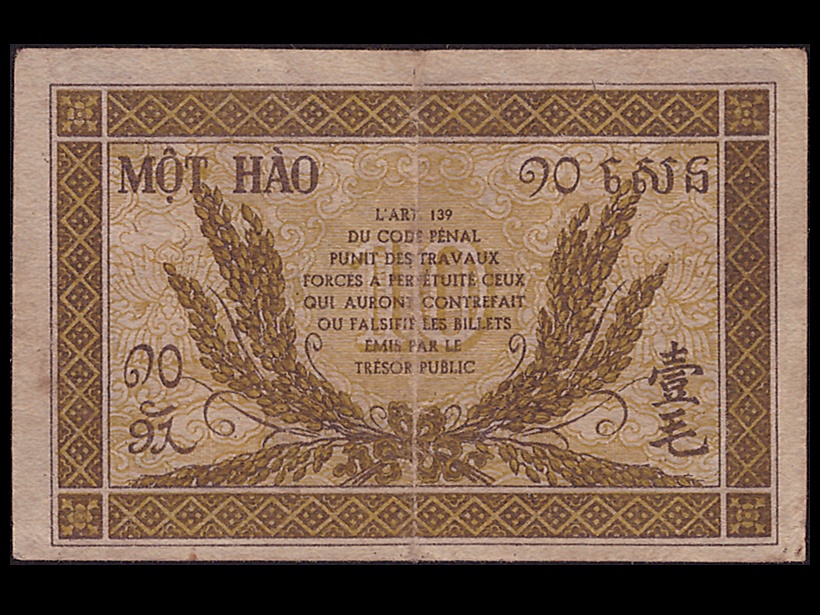 MỘT HÀO
១០ សេន
L'ART. 139
DU CODE PÉNAL
PUNIT DES TRAVAUX
FORCÉS A PERPÉTUITÉ CEUX
QUI AURONT CONTREFAIT
OU FALSIFIÉ LES BILLETS
ÉMIS PAR LE
TRÉSOR PUBLIC
10
໑໐
壹毛